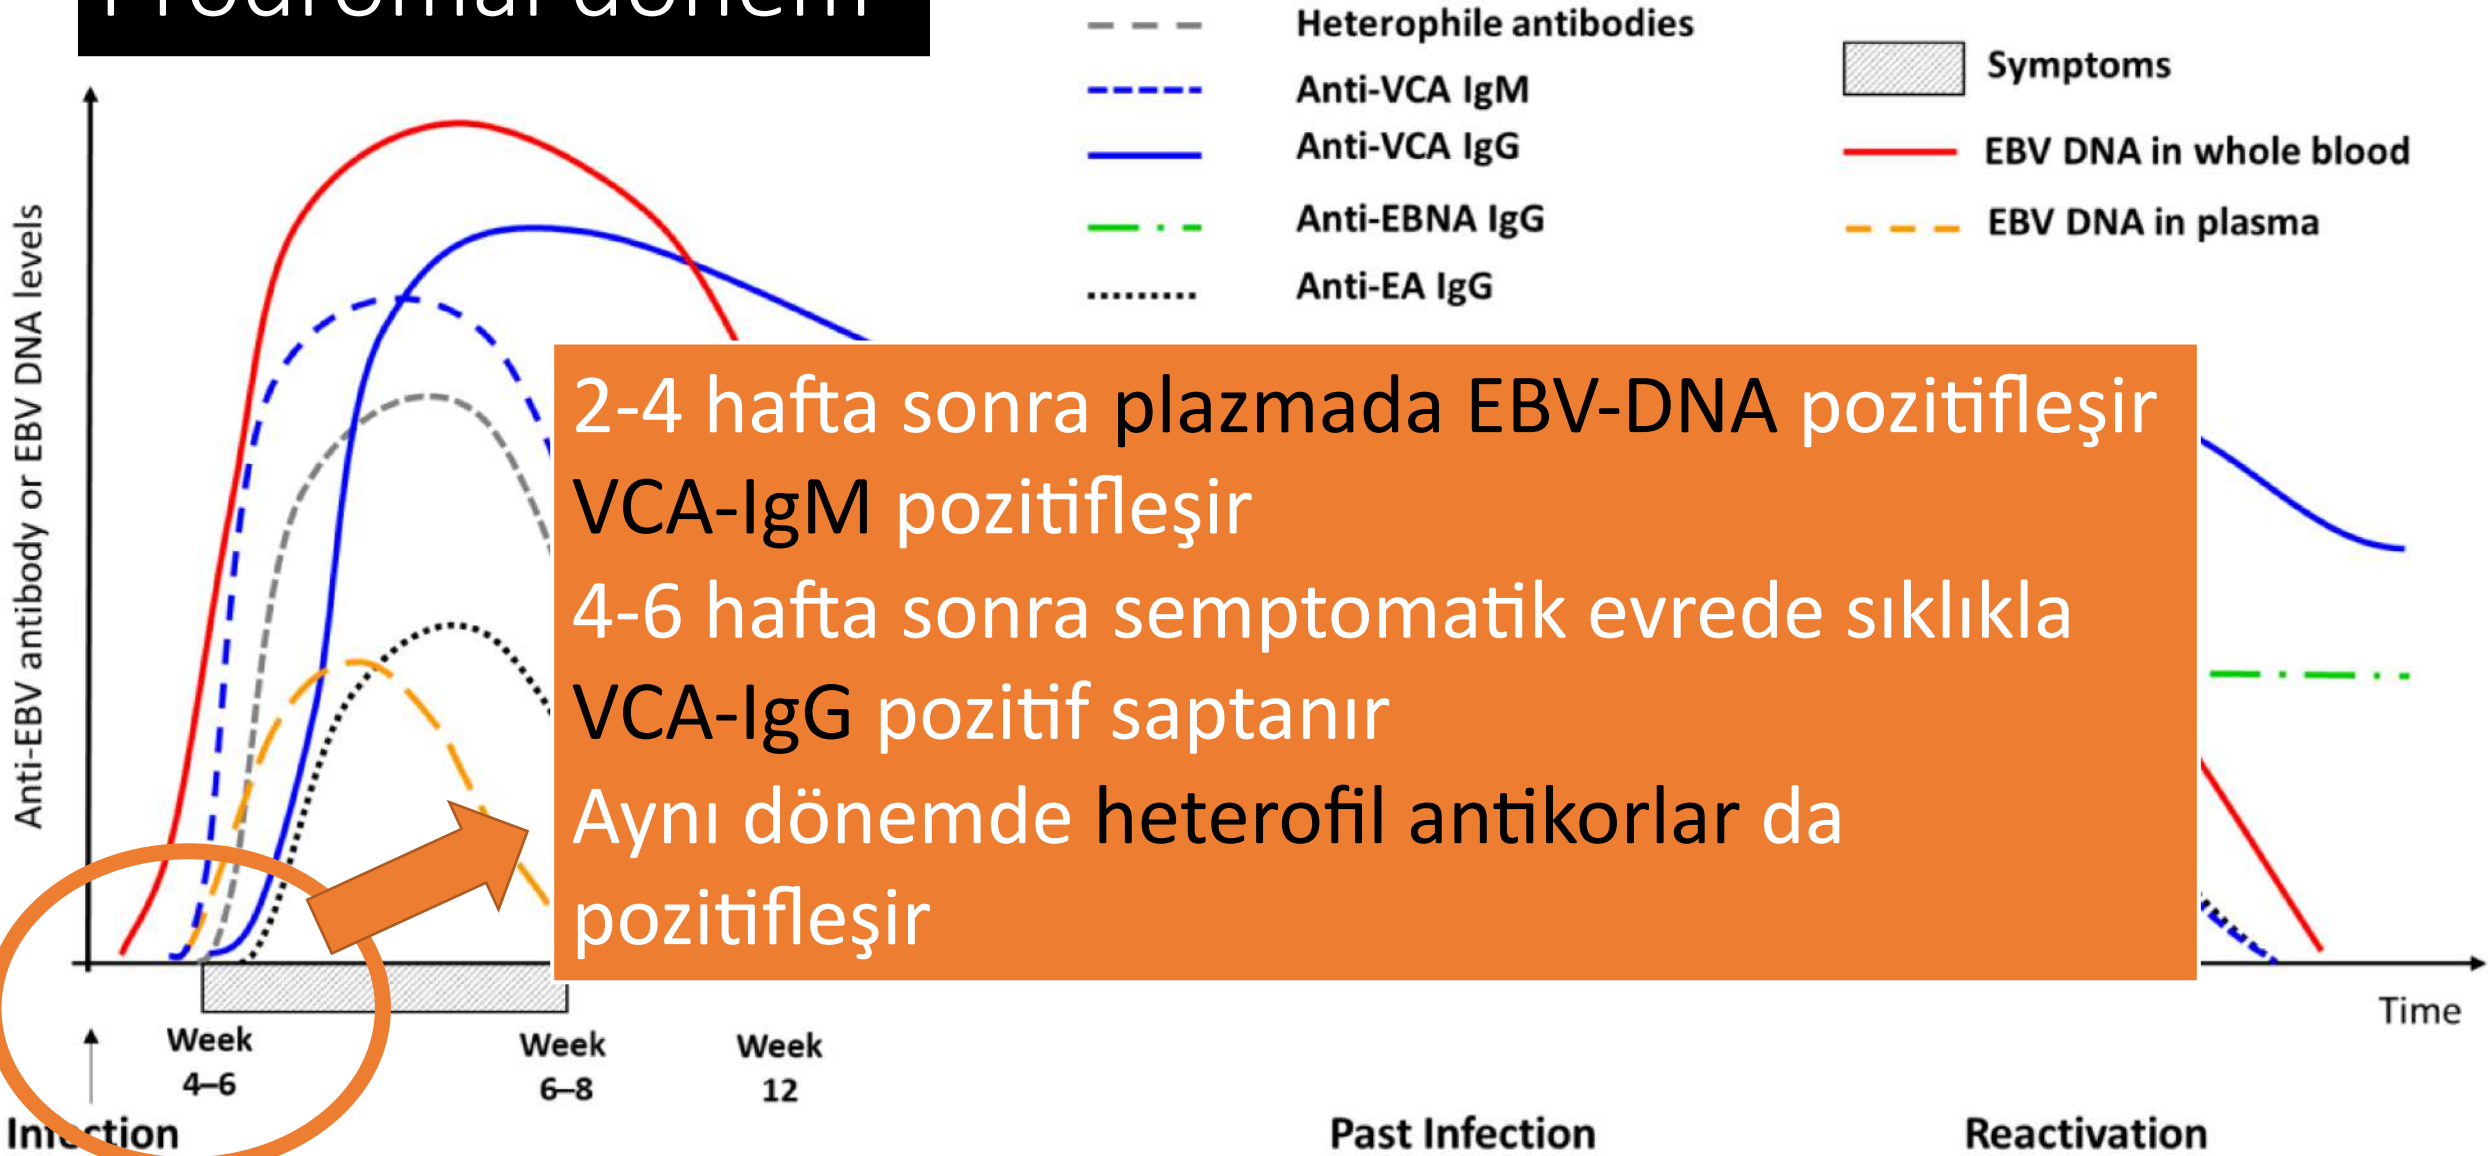 Prodromal dönem
Heterophile antibodies
Anti-VCA IgM
Anti-VCA IgG
Anti-EBNA IgG
Anti-EA IgG
Symptoms
EBV DNA in whole blood
EBV DNA in plasma
Anti-EBV antibody or EBV DNA levels
2-4 hafta sonra plazmada EBV-DNA pozitifleşir
VCA-IgM pozitifleşir
4-6 hafta sonra semptomatik evrede sıklıkla
VCA-IgG pozitif saptanır
Aynı dönemde heterofil antikorlar da
pozitifleşir
Time
Week
4–6
Week
6–8
Week
12
Infection
Past Infection
Reactivation